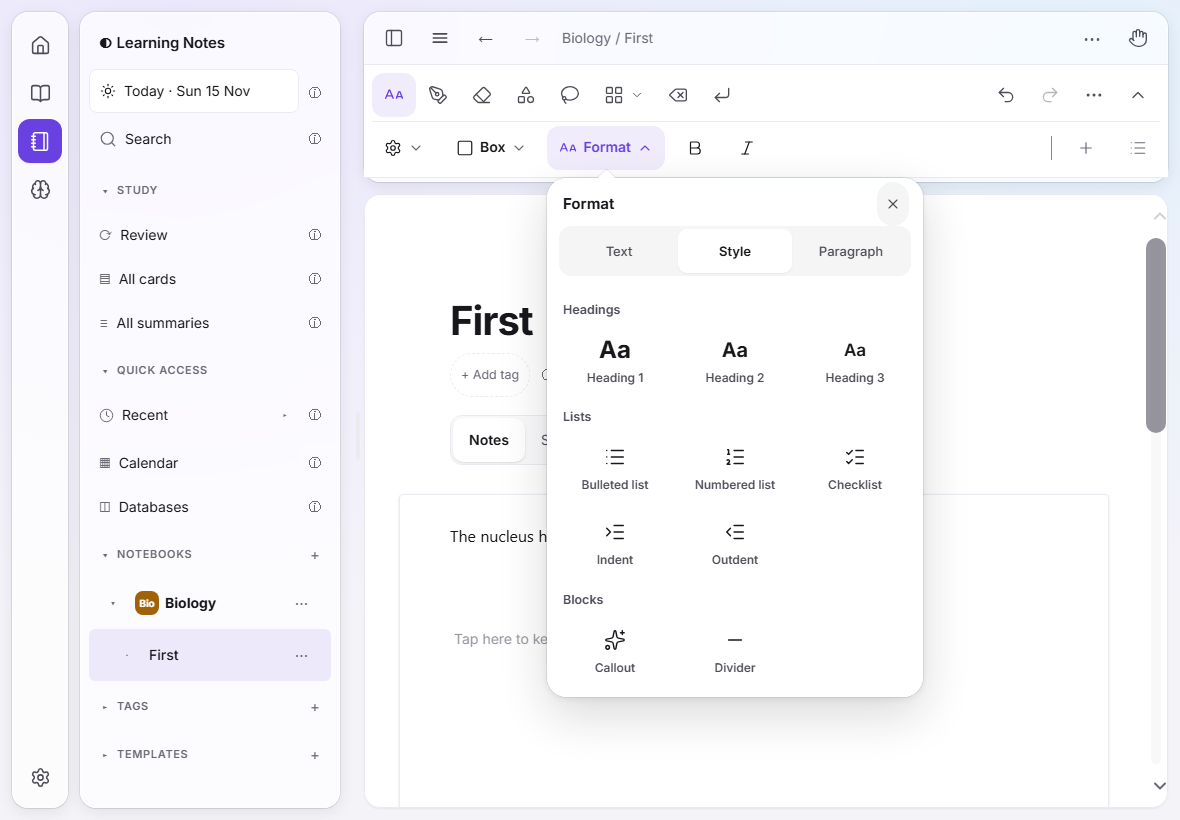 Learning Notes
Today · Sun 15 Nov
Search
STUDY
Review
All cards
All summaries
QUICK ACCESS
Recent
Calendar
Databases
NOTEBOOKS
Bio Biology
First
TAGS
TEMPLATES
Biology / First
AA
Box
AA Format
B
I
First
+ Add tag
Notes
The nucleus h
Tap here to ke
Format
Text Style Paragraph
Headings
Aa Aa Aa
Heading 1 Heading 2 Heading 3
Lists
Bulleted list Numbered list Checklist
Indent Outdent
Blocks
Callout Divider